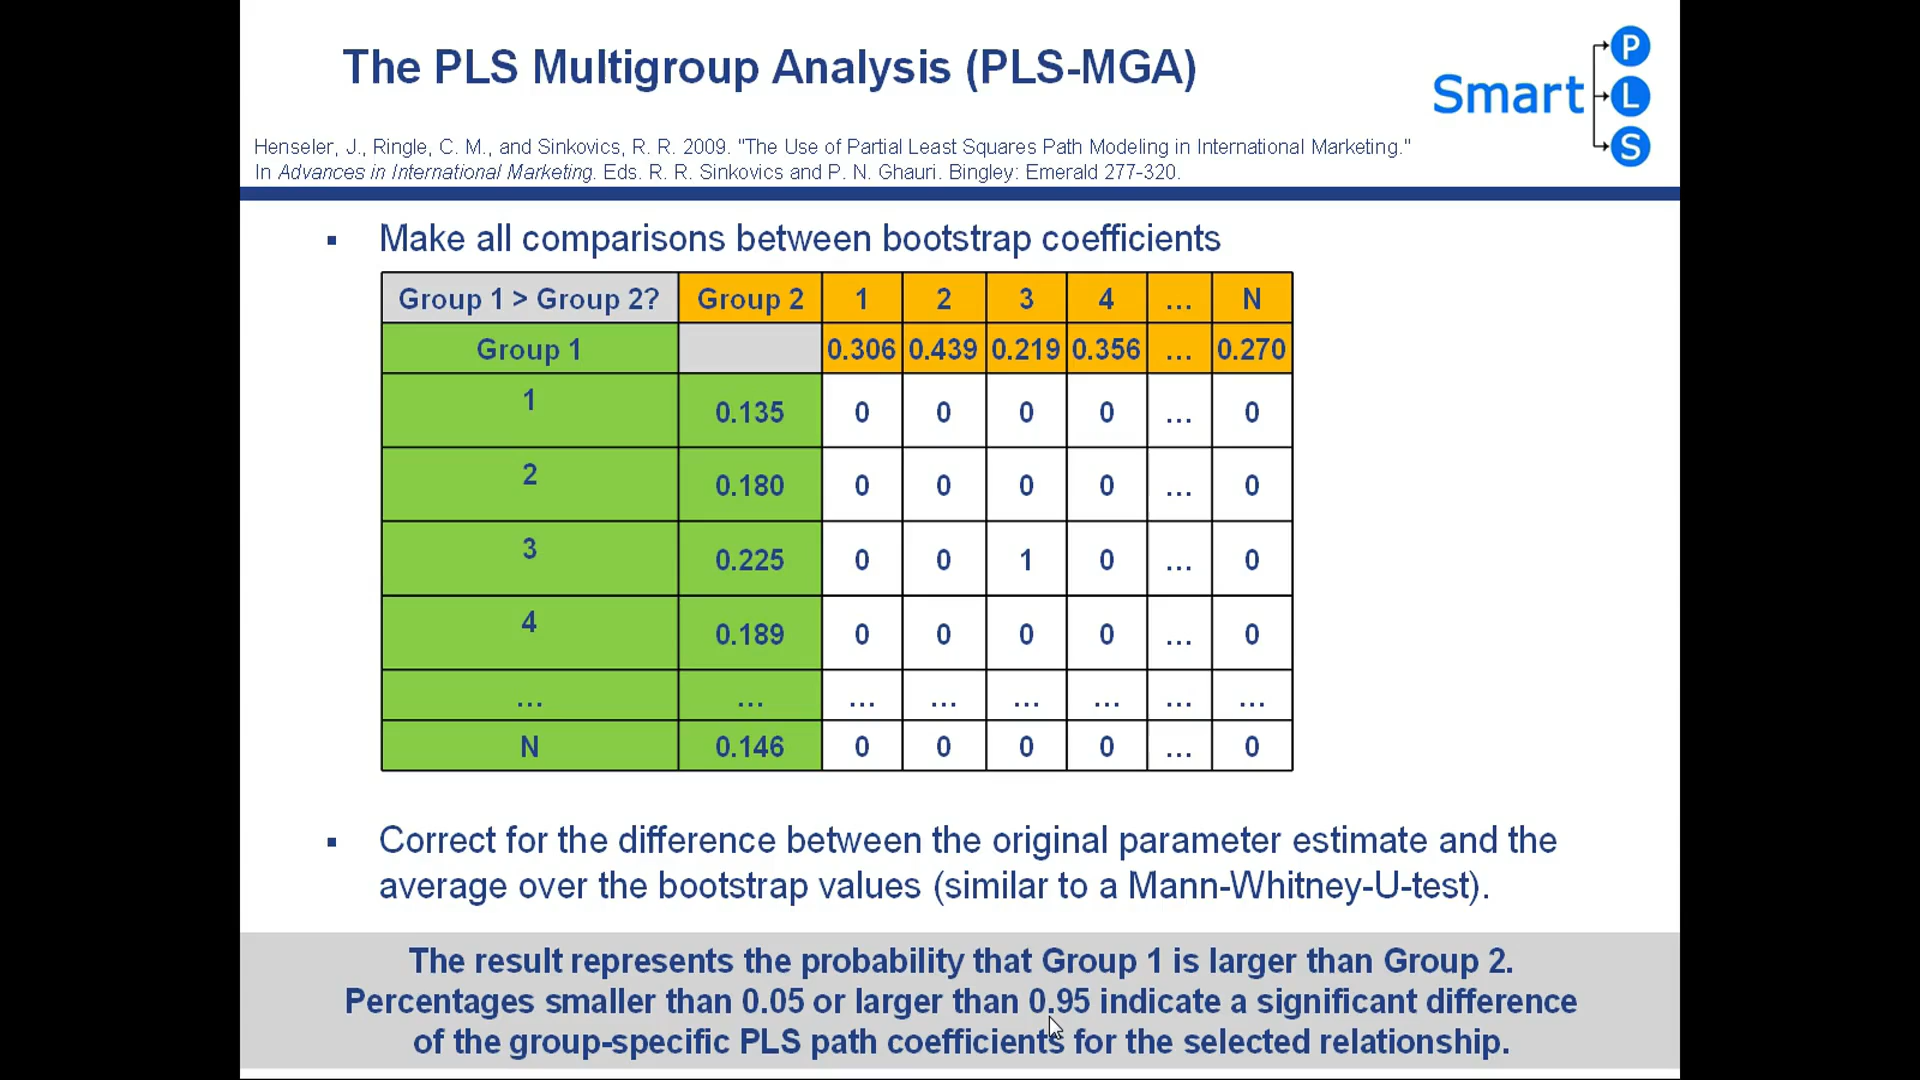 The PLS Multigroup Analysis (PLS-MGA)
Smart P L S
Henseler, J., Ringle, C. M., and Sinkovics, R. R. 2009. "The Use of Partial Least Squares Path Modeling in International Marketing."
In Advances in International Marketing. Eds. R. R. Sinkovics and P. N. Ghauri. Bingley: Emerald 277-320.
▪ Make all comparisons between bootstrap coefficients
Group 1 > Group 2? Group 2 1 2 3 4 ... N
Group 1 0.306 0.439 0.219 0.356 ... 0.270
1 0.135 0 0 0 0 ... 0
2 0.180 0 0 0 0 ... 0
3 0.225 0 0 1 0 ... 0
4 0.189 0 0 0 0 ... 0
... ... ... ... ... ... ... ...
N 0.146 0 0 0 0 ... 0
▪ Correct for the difference between the original parameter estimate and the
average over the bootstrap values (similar to a Mann-Whitney-U-test).
The result represents the probability that Group 1 is larger than Group 2.
Percentages smaller than 0.05 or larger than 0.95 indicate a significant difference
of the group-specific PLS path coefficients for the selected relationship.